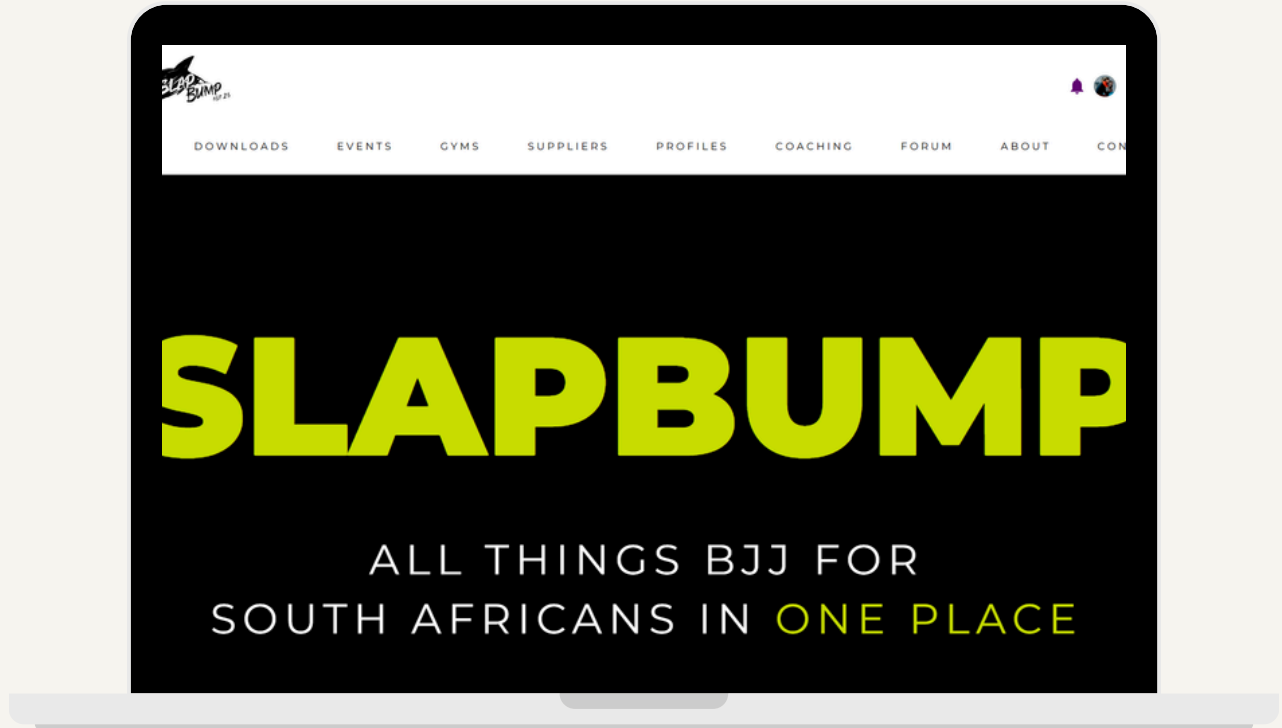 SLAP
BUMP
DOWNLOADS EVENTS GYMS SUPPLIERS PROFILES COACHING FORUM ABOUT CON
SLAPBUMP
ALL THINGS BJJ FOR
SOUTH AFRICANS IN ONE PLACE